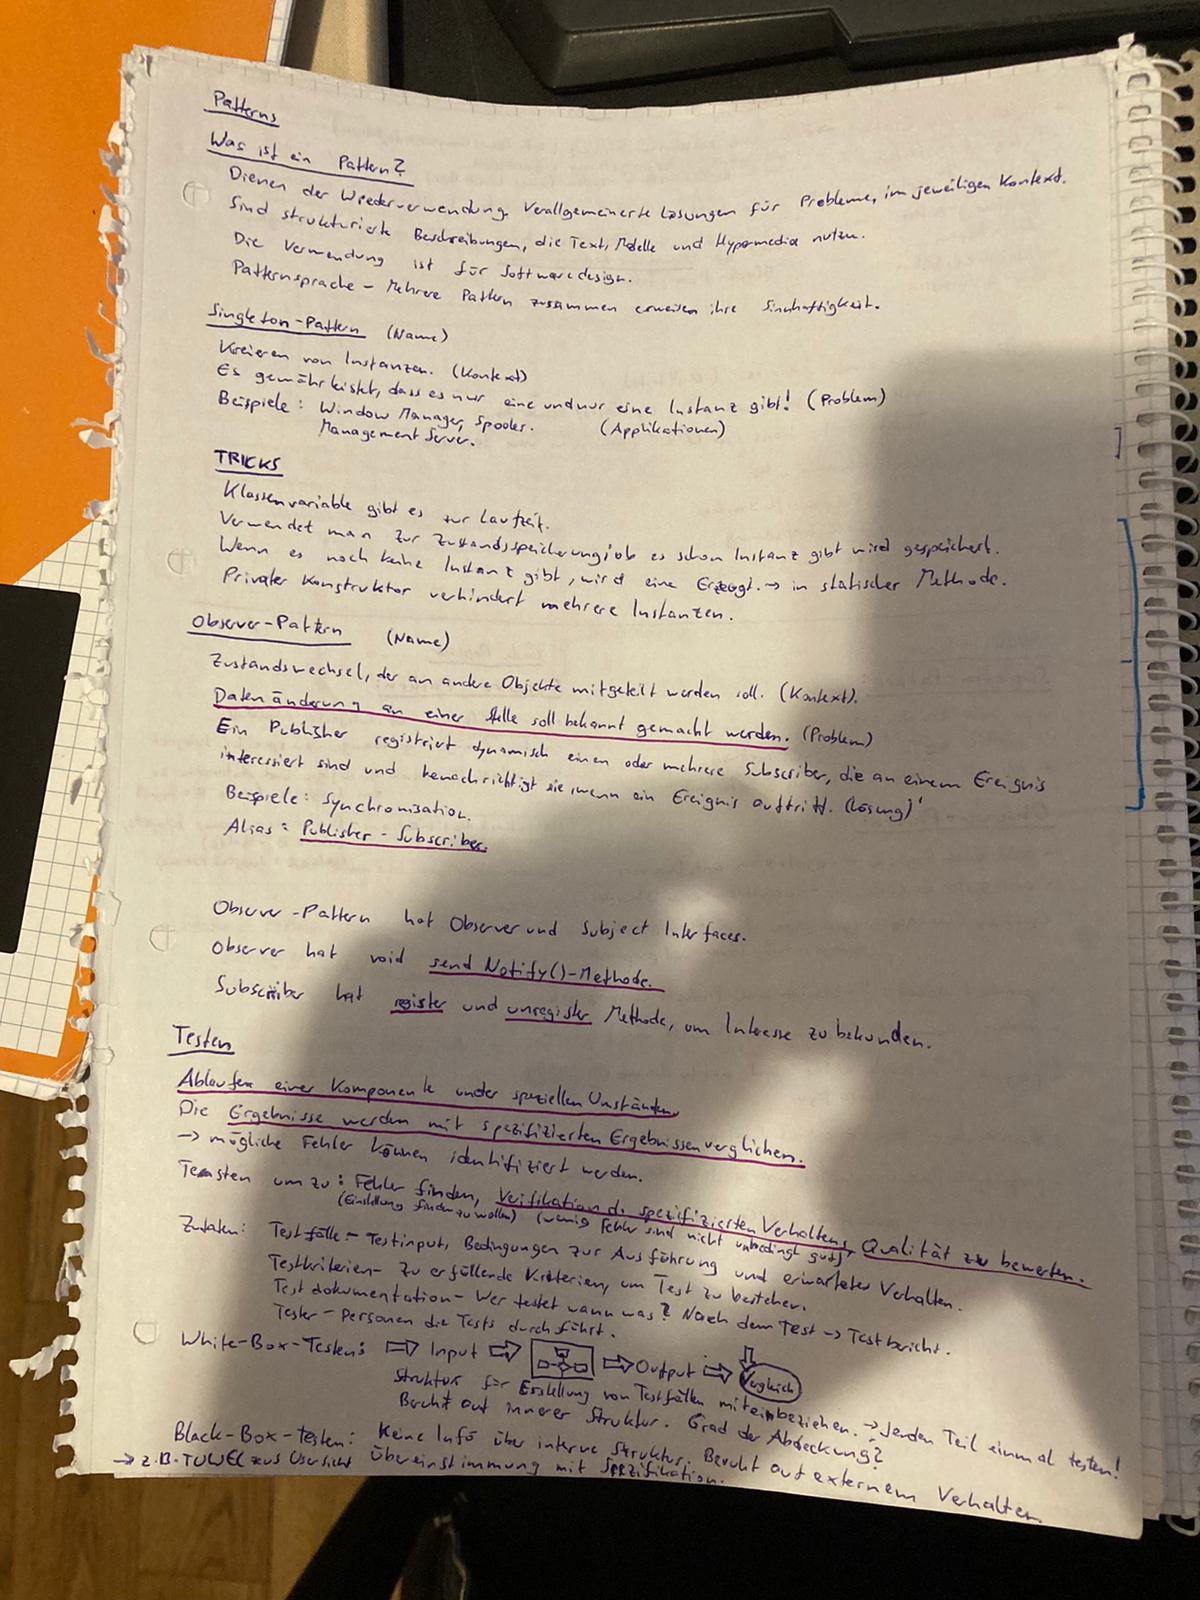 Patterns
Was ist ein Pattern?
Dienen der Wiederverwendung. Verallgemeinerte Lösungen für Probleme, im jeweiligen Kontext.
Sind strukturierte Beschreibungen, die Text, Modelle und Hypermedia nutzen.
Die Verwendung ist für Softwaredesign.
Patternsprache - Mehrere Pattern zusammen erweisen ihre Sinnhaftigkeit.
Singleton-Pattern (Name)
Kreieren von Instanzen. (Kontext)
Es gewährleistet, dass es nur eine und nur eine Instanz gibt! (Problem)
Beispiele: Window Manager, Spooler. (Applikationen)
Management Server.
TRICKS
Klassenvariable gibt es zur Laufzeit.
Verwendet man zur Zustandsspeicherung; ob es schon Instanz gibt wird gespeichert.
Wenn es noch keine Instanz gibt, wird eine Erzeugt. → in statischer Methode.
Privater Konstruktor verhindert mehrere Instanzen.
Observer-Pattern (Name)
Zustandswechsel, der an andere Objekte mitgeteilt werden soll. (Kontext).
Datenänderung an einer Stelle soll bekannt gemacht werden. (Problem)
Ein Publisher registriert dynamisch einen oder mehrere Subscriber, die an einem Ereignis
interessiert sind und benachrichtigt sie, wenn ein Ereignis auftritt. (Lösung)
Beispiele: Synchronisation.
Alias: Publisher - Subscriber.
Observer-Pattern hat Observer und Subject Interfaces.
Observer hat void send Notify()-Methode.
Subscriber hat register und unregister Methode, um Interesse zu bekunden.
Testen
Ablaufen einer Komponente under speziellen Umständen,
Die Ergebnisse werden mit spezifizierten Ergebnissen verglichen.
→ mögliche Fehler können identifiziert werden.
Testen um zu: Fehler finden, Verifikation d. spezifizierten Verhaltens, Qualität zu bewerten.
(Einstellung finden zu wollen) (wenig Fehler sind nicht unbedingt gut)
Zutaten: Testfälle - Testinput, Bedingungen zur Ausführung und erwartetes Verhalten.
Testkriterien - Zu erfüllende Kriterien, um Test zu bestehen.
Testdokumentation - Wer testet wann was? Nach dem Test → Testbericht.
Tester - Personen die Tests durchführt.
White-Box-Testen: ⇒ Input ⇒ ⇒ Output ⇒ Vergleich
Struktur für Erstellung von Testfällen miteinbeziehen. → Jeden Teil einmal testen!
Beruht auf innerer Struktur. Grad der Abdeckung?
Black-Box-testen: Keine Info über interne Struktur. Beruht auf externem Verhalten.
→ z.B. TUWEL Übereinstimmung mit Spezifikation.